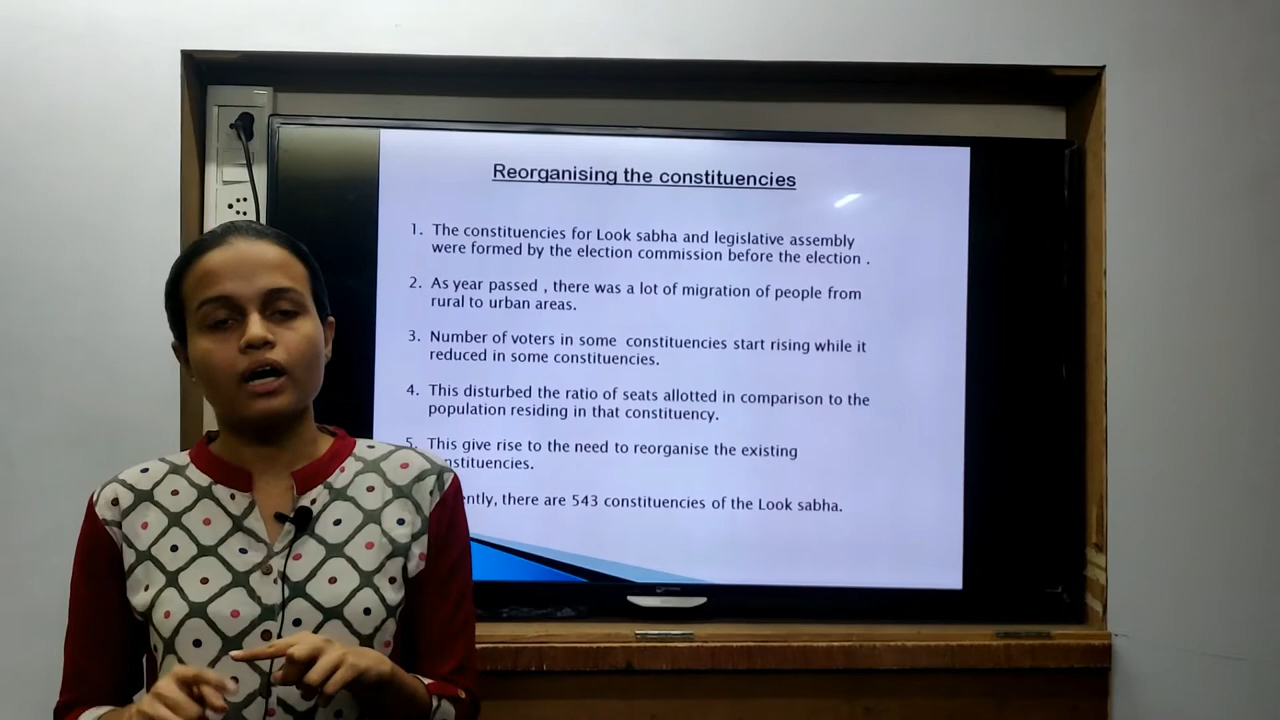 Reorganising the constituencies
1. The constituencies for Look sabha and legislative assembly
were formed by the election commission before the election .
2. As year passed , there was a lot of migration of people from
rural to urban areas.
3. Number of voters in some constituencies start rising while it
reduced in some constituencies.
4. This disturbed the ratio of seats allotted in comparison to the
population residing in that constituency.
5. This give rise to the need to reorganise the existing
nstituencies.
ently, there are 543 constituencies of the Look sabha.